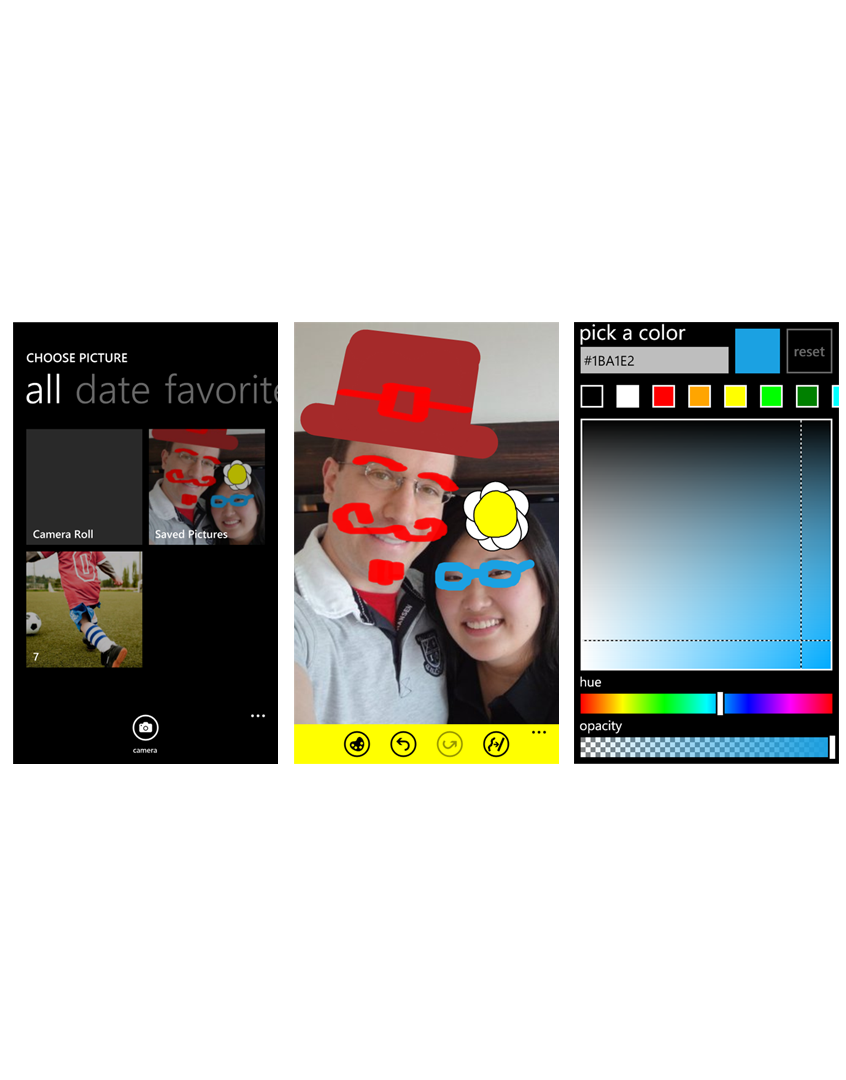 CHOOSE PICTURE
all date favorite
Camera Roll
Saved Pictures
7
camera
pick a color
#1BA1E2
reset
hue
opacity